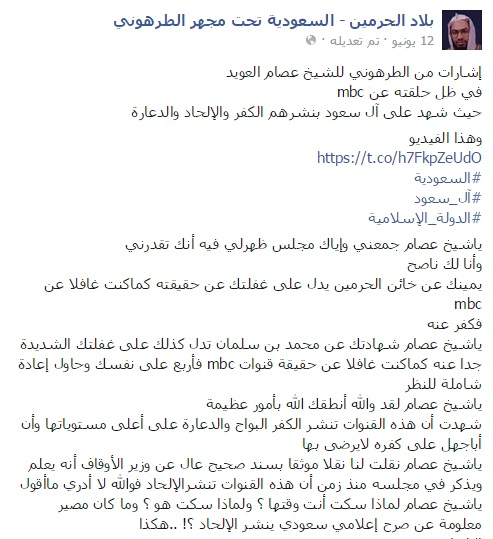 بلاد الحرمين - السعودية تحت مجهر الطرهوني
12 يونيو · تم تعديله ·
إشارات من الطرهوني للشيخ عصام العويد
في ظل حلقته عن mbc
حيث شهد على آل سعود بنشرهم الكفر والإلحاد والدعارة
وهذا الفيديو
https://t.co/h7FkpZeUdO
#السعودية
#آل_سعود
#الدولة_الإسلامية
ياشيخ عصام جمعني وإياك مجلس ظهرلي فيه أنك تقدرني
وأنا لك ناصح
يمينك عن خائن الحرمين يدل على غفلتك عن حقيقته كماكنت غافلا عن
mbc
فكفر عنه
ياشيخ عصام شهادتك عن محمد بن سلمان تدل كذلك على غفلتك الشديدة
جدا عنه كماكنت غافلا عن حقيقة قنوات mbc فأربع على نفسك وحاول إعادة
شاملة للنظر
ياشيخ عصام لقد والله أنطقك الله بأمور عظيمة
شهدت أن هذه القنوات تنشر الكفر البواح والدعارة على أعلى مستوياتها وأن
أباجهل على كفره لايرضى بها
ياشيخ عصام نقلت لنا نقلا موثقا بسند صحيح عال عن وزير الأوقاف أنه يعلم
ويذكر في مجلسه منذ زمن أن هذه القنوات تنشرالإلحاد فوالله لا أدري ماأقول
ياشيخ عصام لماذا سكت أنت وقتها ؟ ولماذا سكت هو ؟ وما كان مصير
معلومة عن صرح إعلامي سعودي ينشر الإلحاد ؟! ..هكذا